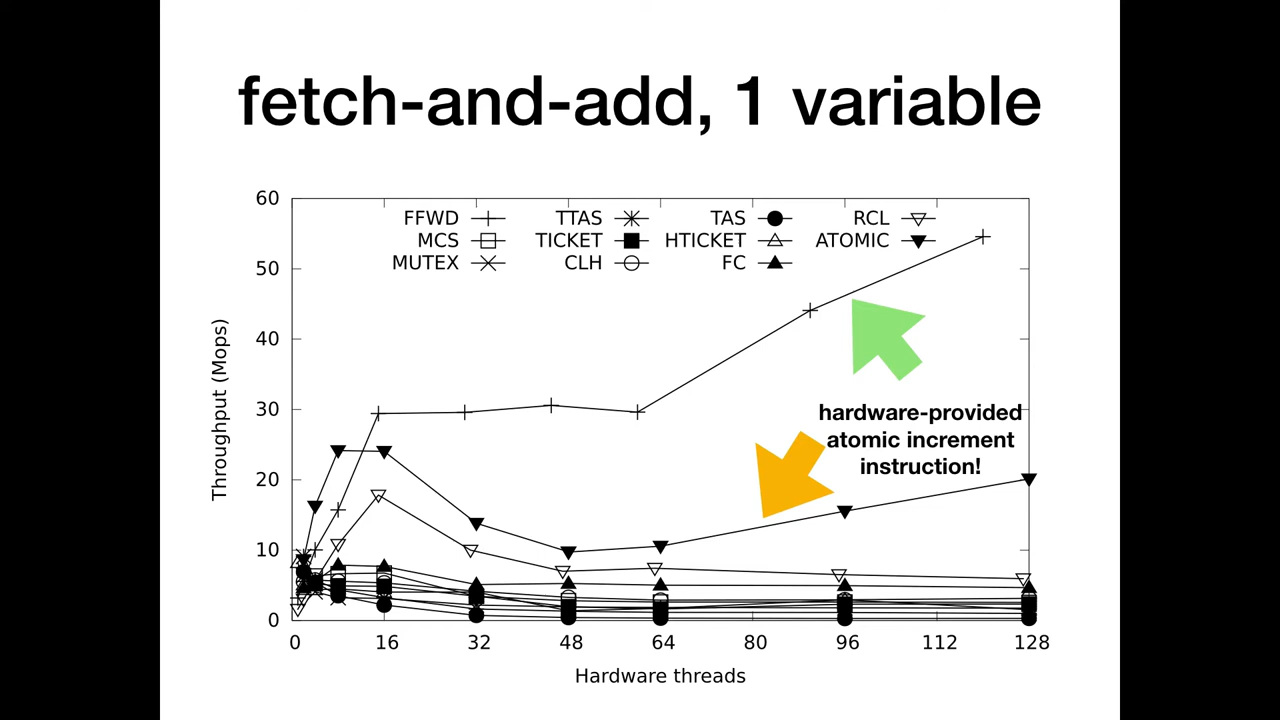 fetch-and-add, 1 variable
60
50
40
30
20
10
0
Throughput (Mops)
FFWD TTAS TAS RCL
MCS TICKET HTICKET ATOMIC
MUTEX CLH FC
hardware-provided
atomic increment
instruction!
0 16 32 48 64 80 96 112 128
Hardware threads